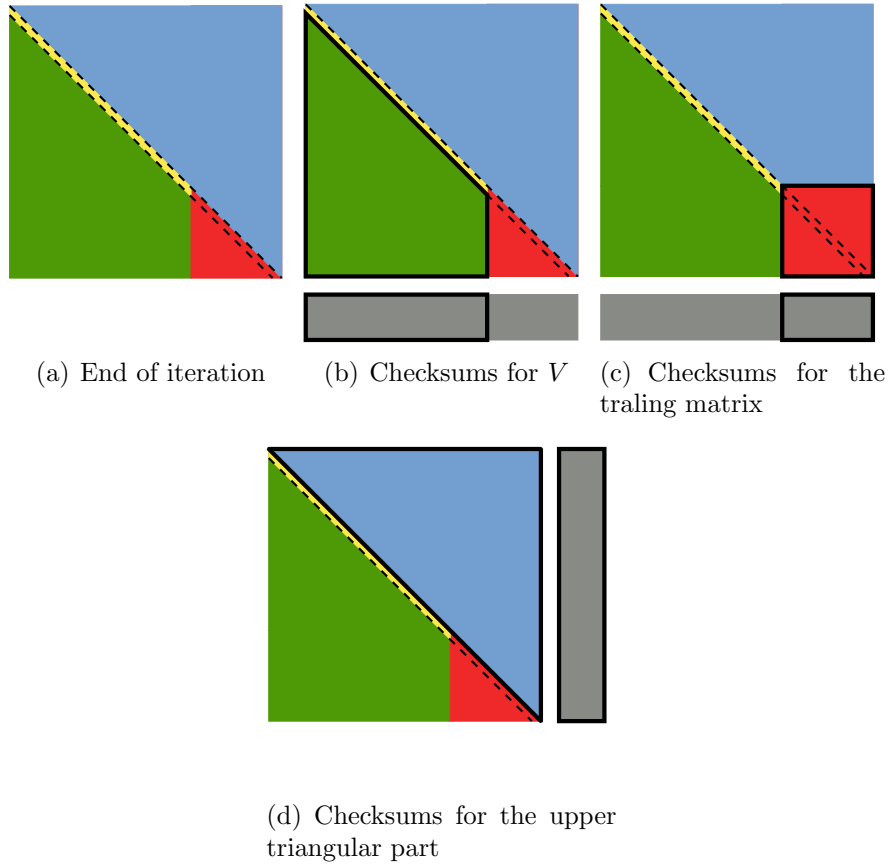 (a) End of iteration
(b) Checksums for V
(c) Checksums for the
traling matrix
(d) Checksums for the upper
triangular part